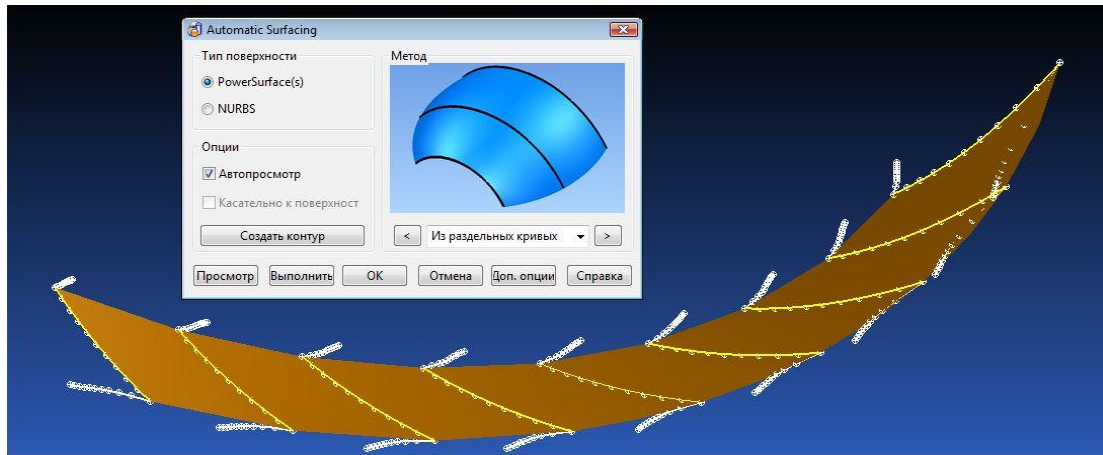 Automatic Surfacing
Тип поверхности
PowerSurface(s)
NURBS
Опции
Автопросмотр
Касательно к поверхност
Создать контур
Метод
< Из раздельных кривых >
Просмотр Выполнить ОК Отмена Доп. опции Справка